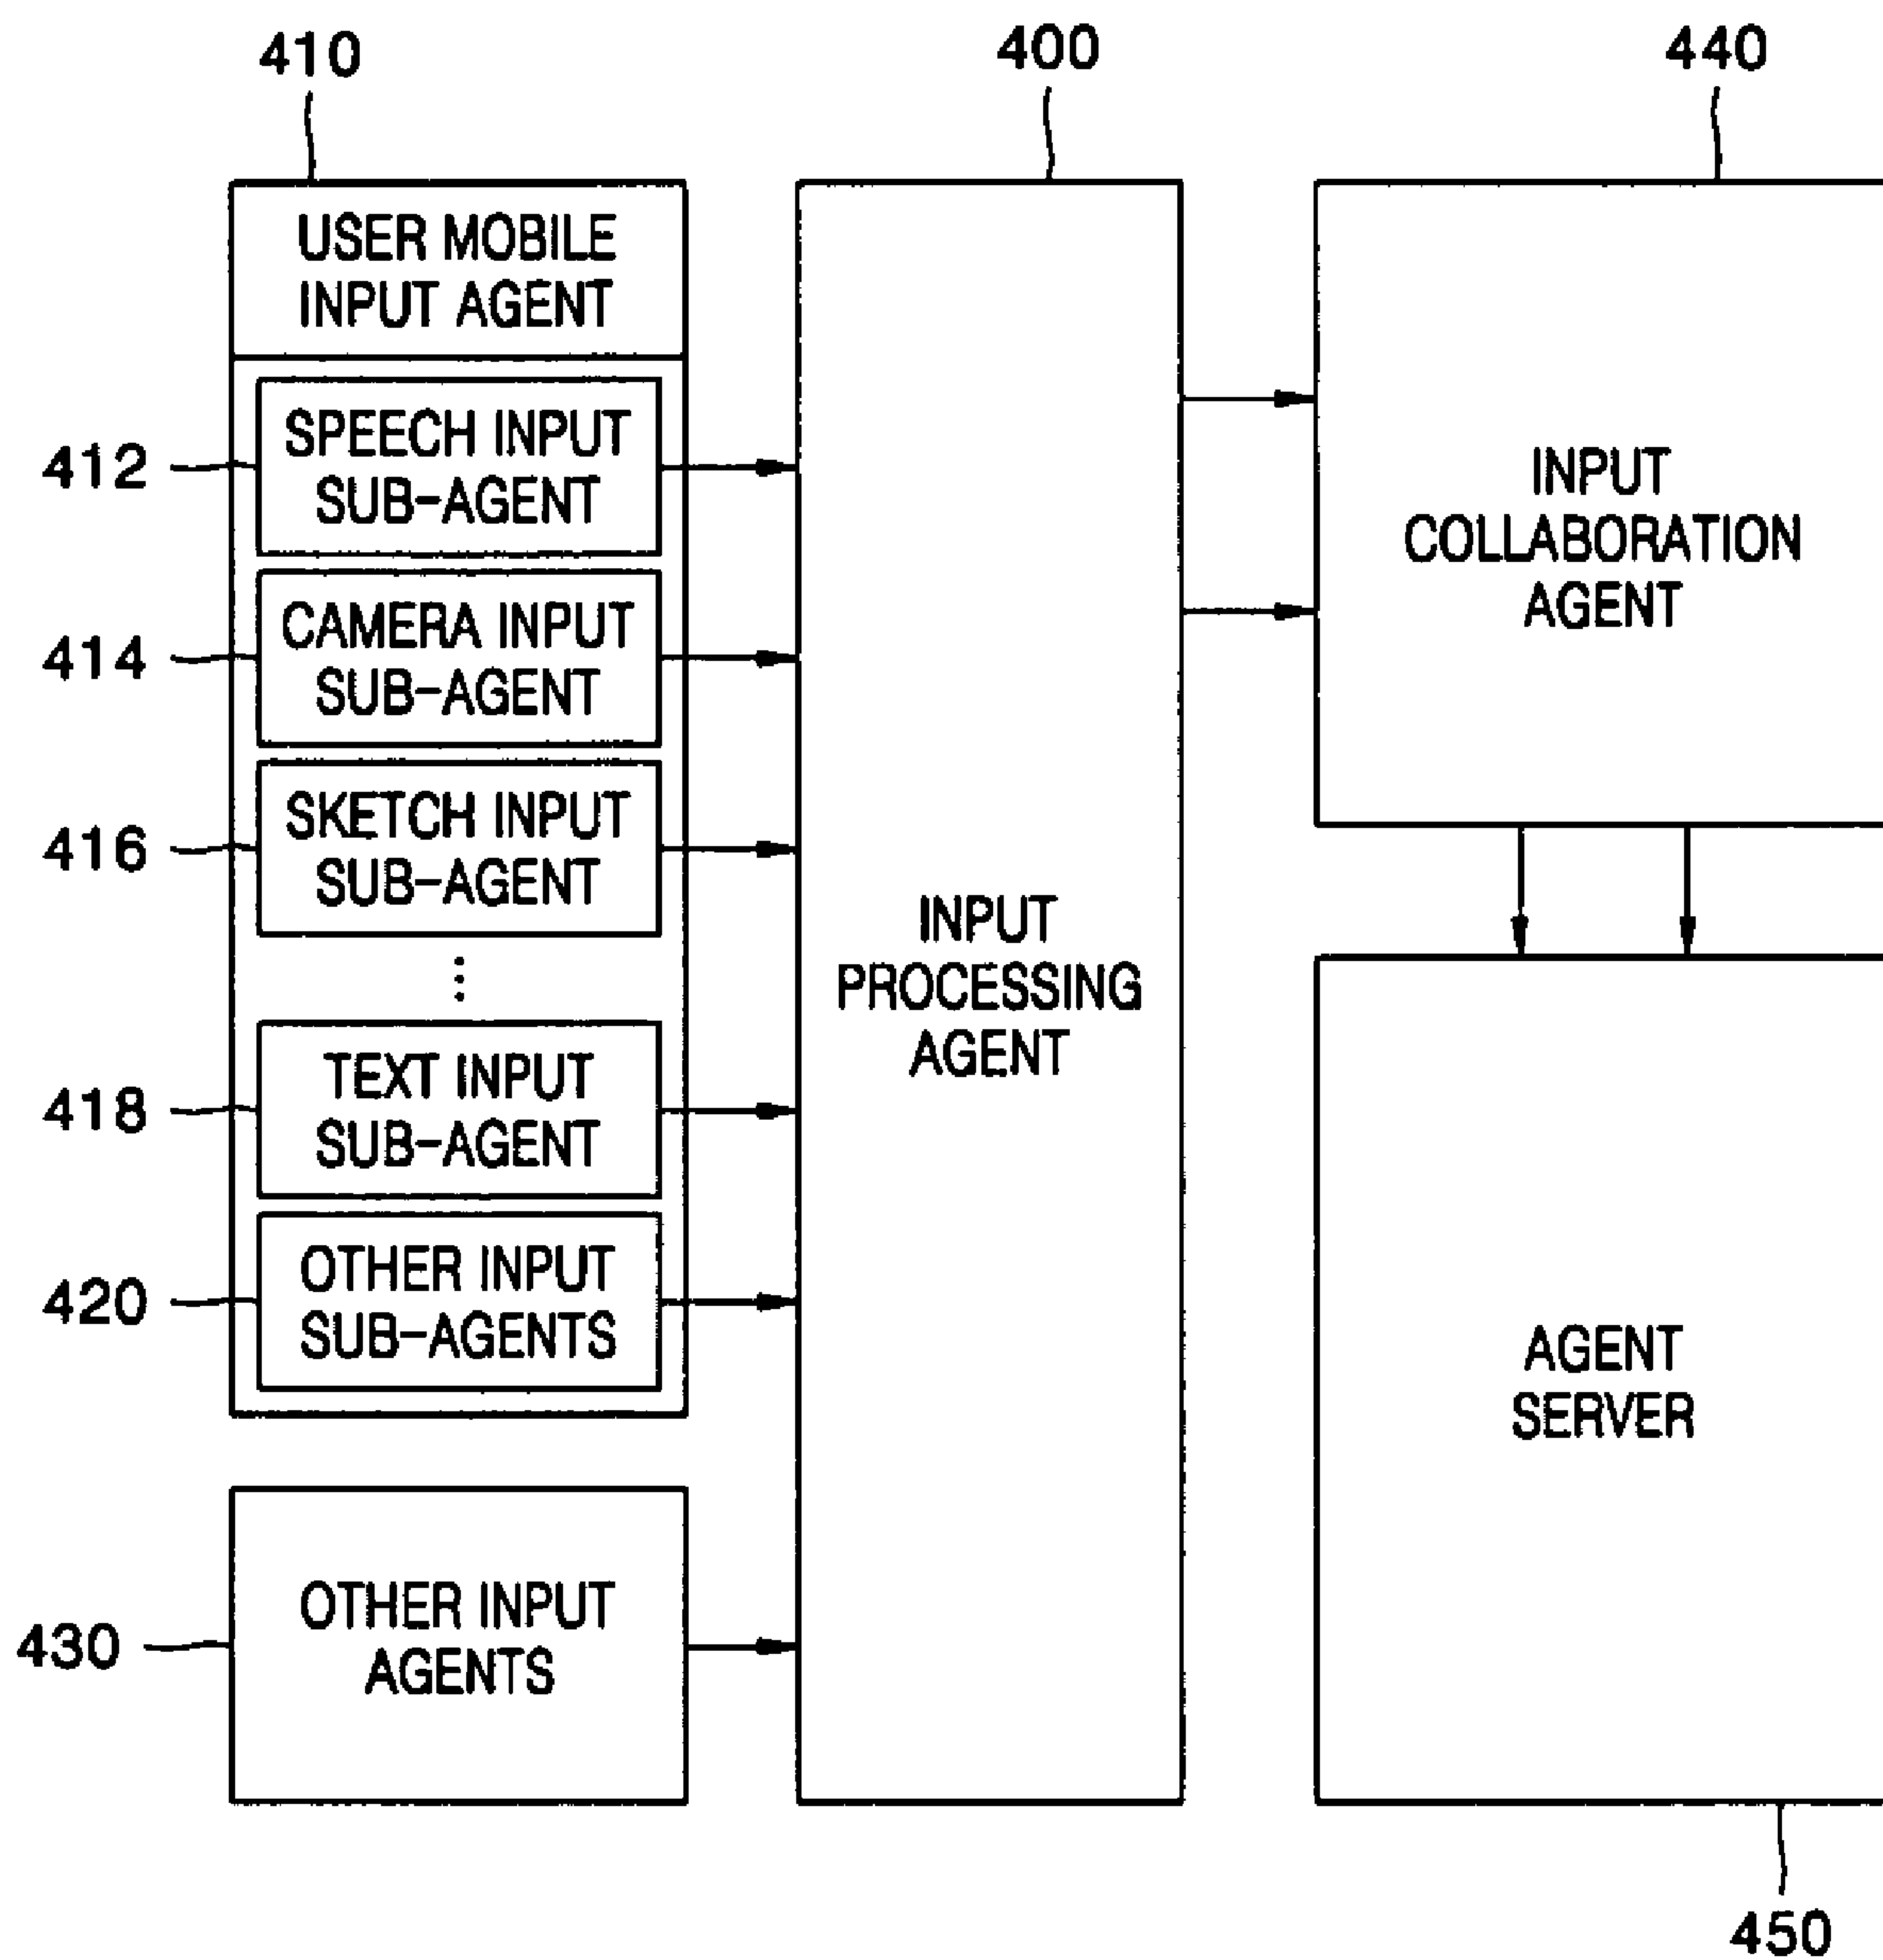 410
400
440
USER MOBILE
INPUT AGENT
412
SPEECH INPUT
SUB-AGENT
414
CAMERA INPUT
SUB-AGENT
416
SKETCH INPUT
SUB-AGENT
⋮
418
TEXT INPUT
SUB-AGENT
420
OTHER INPUT
SUB-AGENTS
430
OTHER INPUT
AGENTS
INPUT
PROCESSING
AGENT
INPUT
COLLABORATION
AGENT
AGENT
SERVER
450